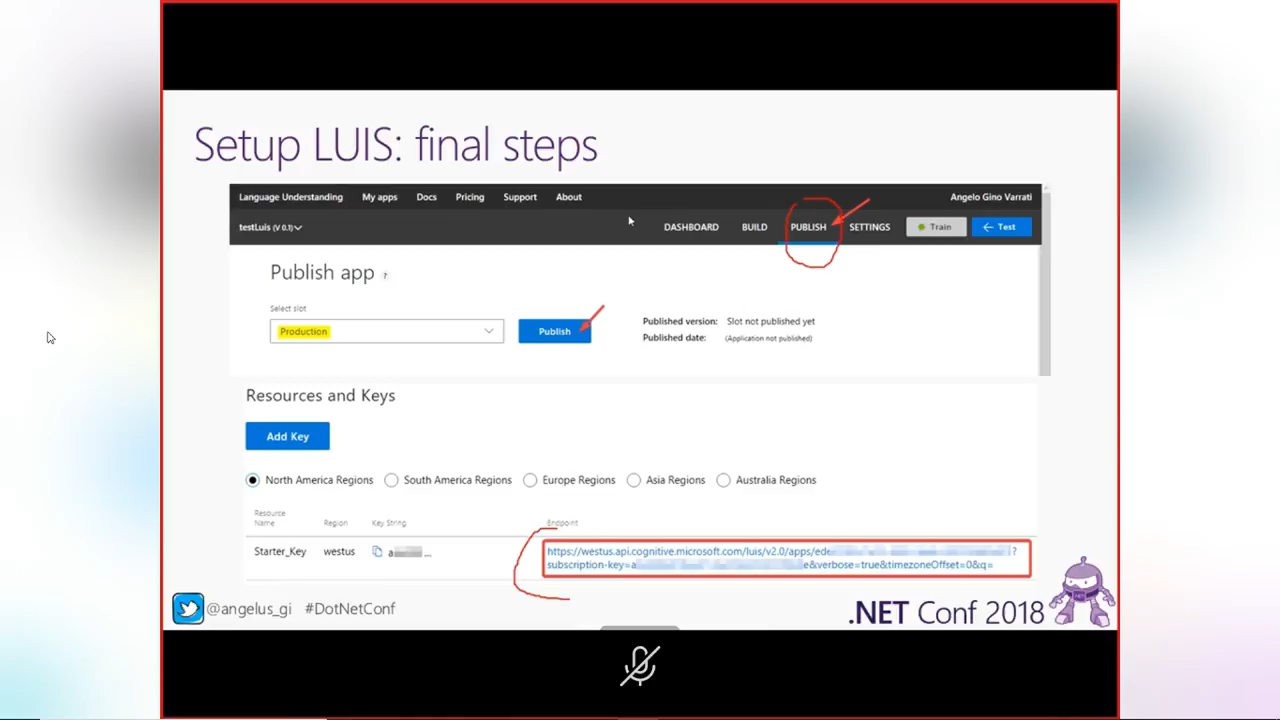 Setup LUIS: final steps
Language Understanding My apps Docs Pricing Support About Angelo Gino Varrati
testLuis (V 0.1) DASHBOARD BUILD PUBLISH SETTINGS Train Test
Publish app ?
Select slot
Production Publish
Published version: Slot not published yet
Published date: (Application not published)
Resources and Keys
Add Key
North America Regions South America Regions Europe Regions Asia Regions Australia Regions
Resource Name Region Key String Endpoint
Starter_Key westus a ...
https://westus.api.cognitive.microsoft.com/luis/v2.0/apps/ede ?
subscription-key=a e&verbose=true&timezoneOffset=0&q=
@angelus_gi #DotNetConf
.NET Conf 2018